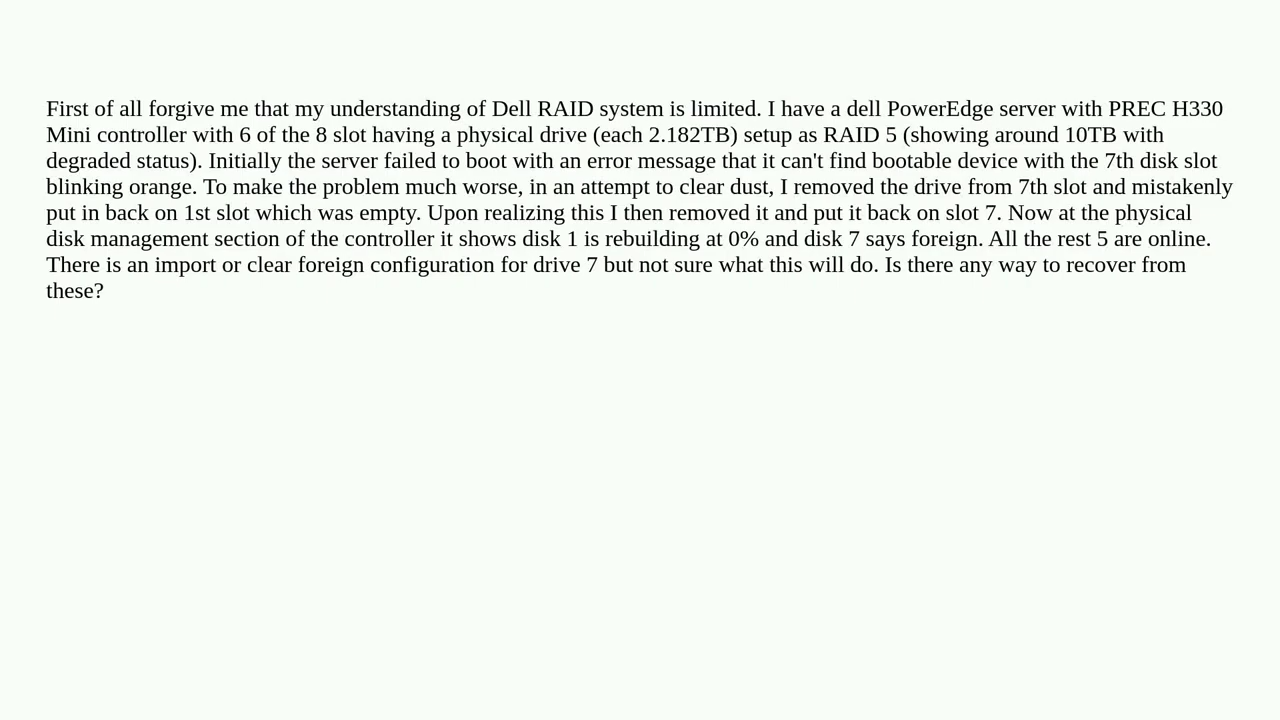 First of all forgive me that my understanding of Dell RAID system is limited. I have a dell PowerEdge server with PREC H330
Mini controller with 6 of the 8 slot having a physical drive (each 2.182TB) setup as RAID 5 (showing around 10TB with
degraded status). Initially the server failed to boot with an error message that it can't find bootable device with the 7th disk slot
blinking orange. To make the problem much worse, in an attempt to clear dust, I removed the drive from 7th slot and mistakenly
put in back on 1st slot which was empty. Upon realizing this I then removed it and put it back on slot 7. Now at the physical
disk management section of the controller it shows disk 1 is rebuilding at 0% and disk 7 says foreign. All the rest 5 are online.
There is an import or clear foreign configuration for drive 7 but not sure what this will do. Is there any way to recover from
these?